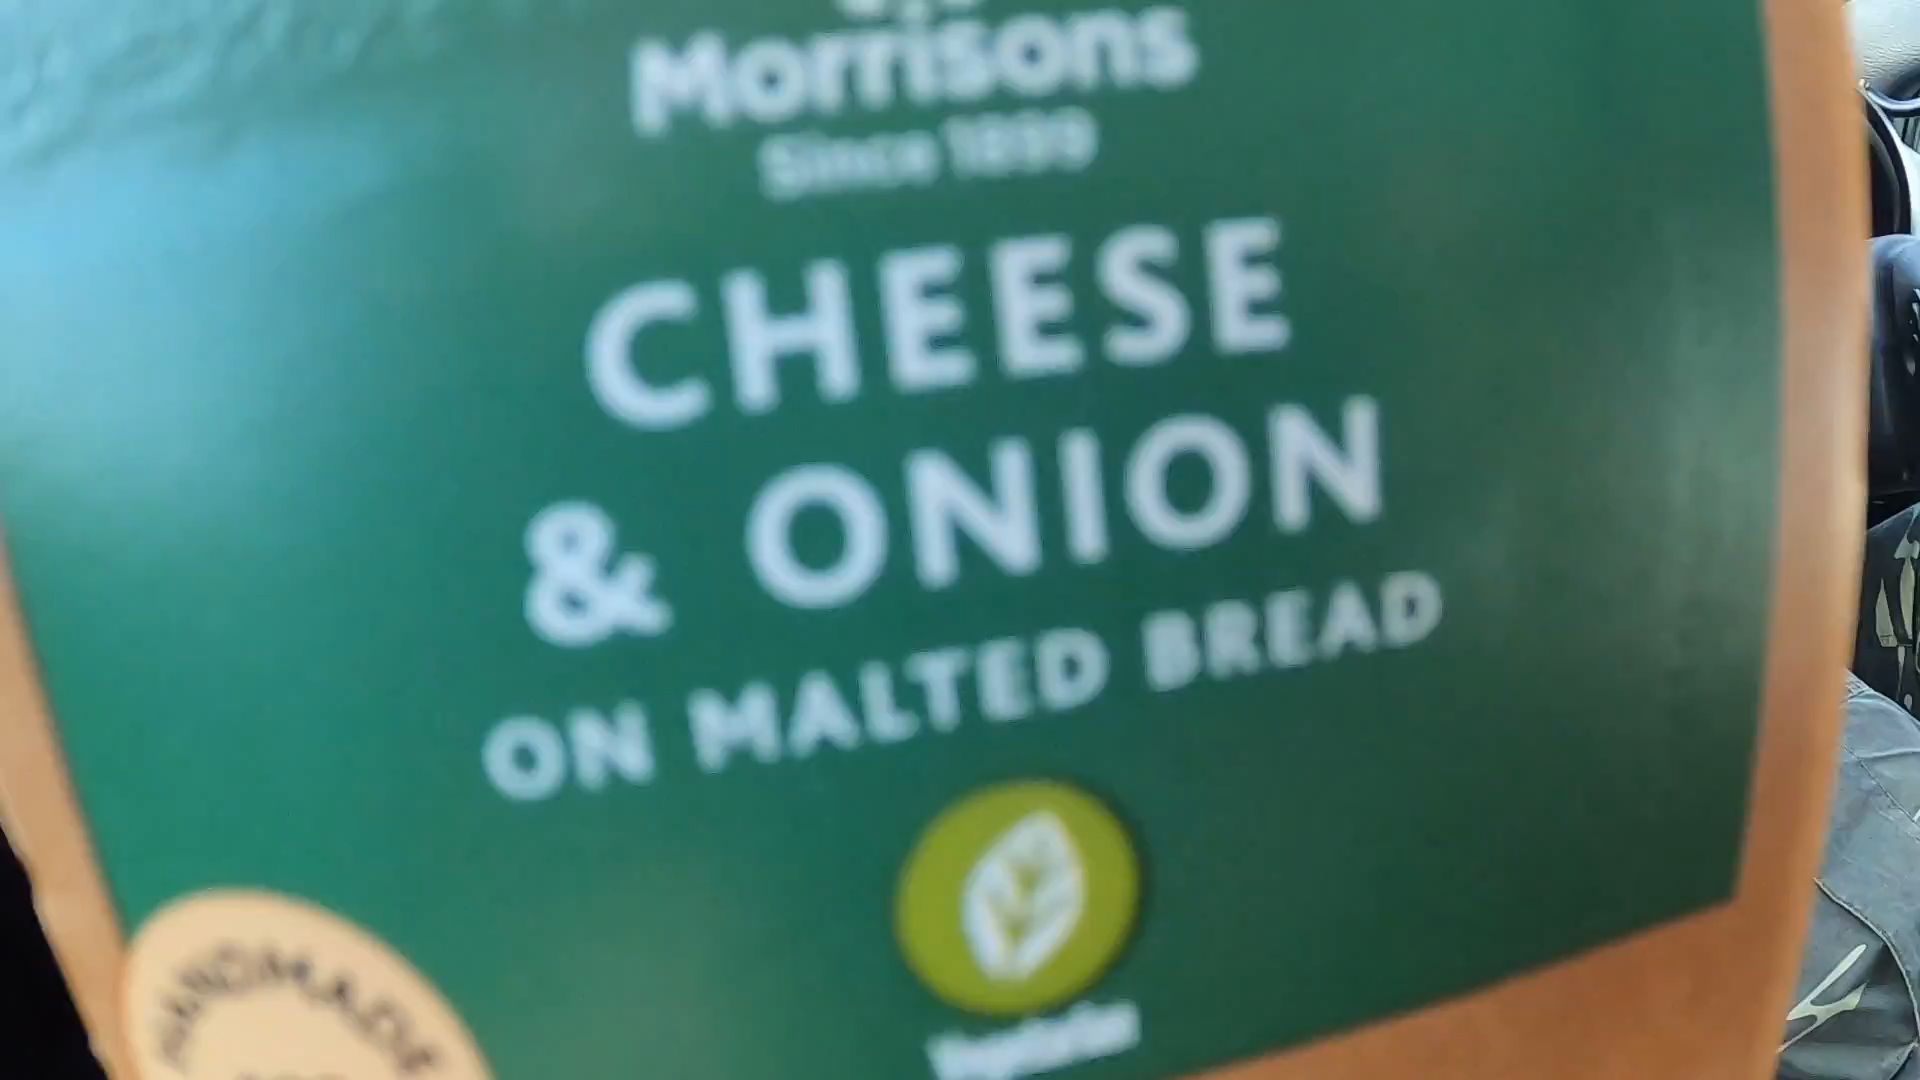 Morrisons
Since 1899
CHEESE
& ONION
ON MALTED BREAD
Vegetarian
HANDMADE